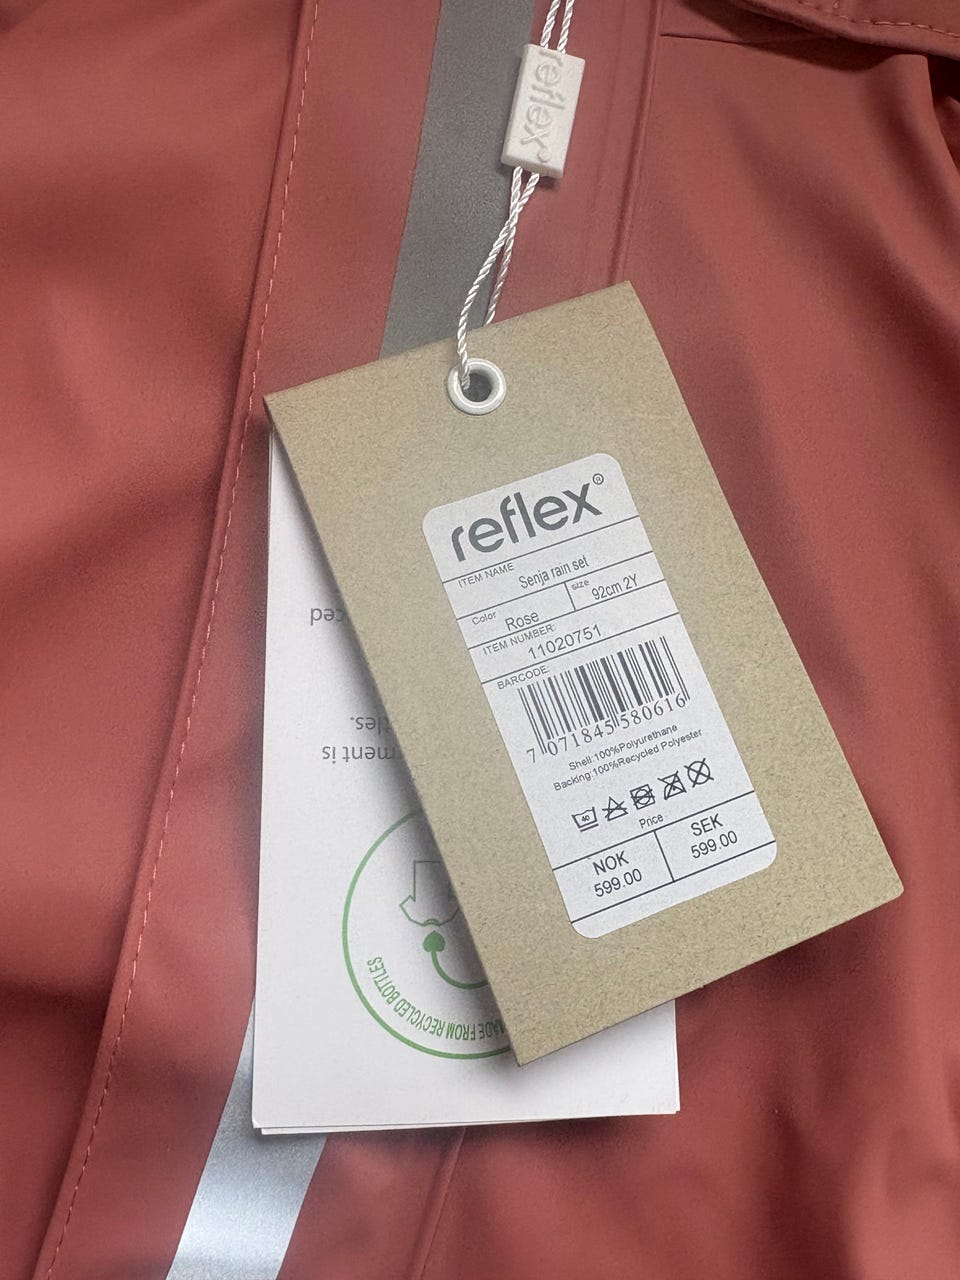 reflex®
reflex®
ITEM NAME
Senja rain set
Color
Rose
size
92cm 2Y
ITEM NUMBER:
11020751
BARCODE:
7 071845 580616
Shell:100%Polyurethane
Backing:100%Recycled Polyester
40
Price
NOK
599.00
SEK
599.00
ment is
MADE FROM RECYCLED BOTTLES